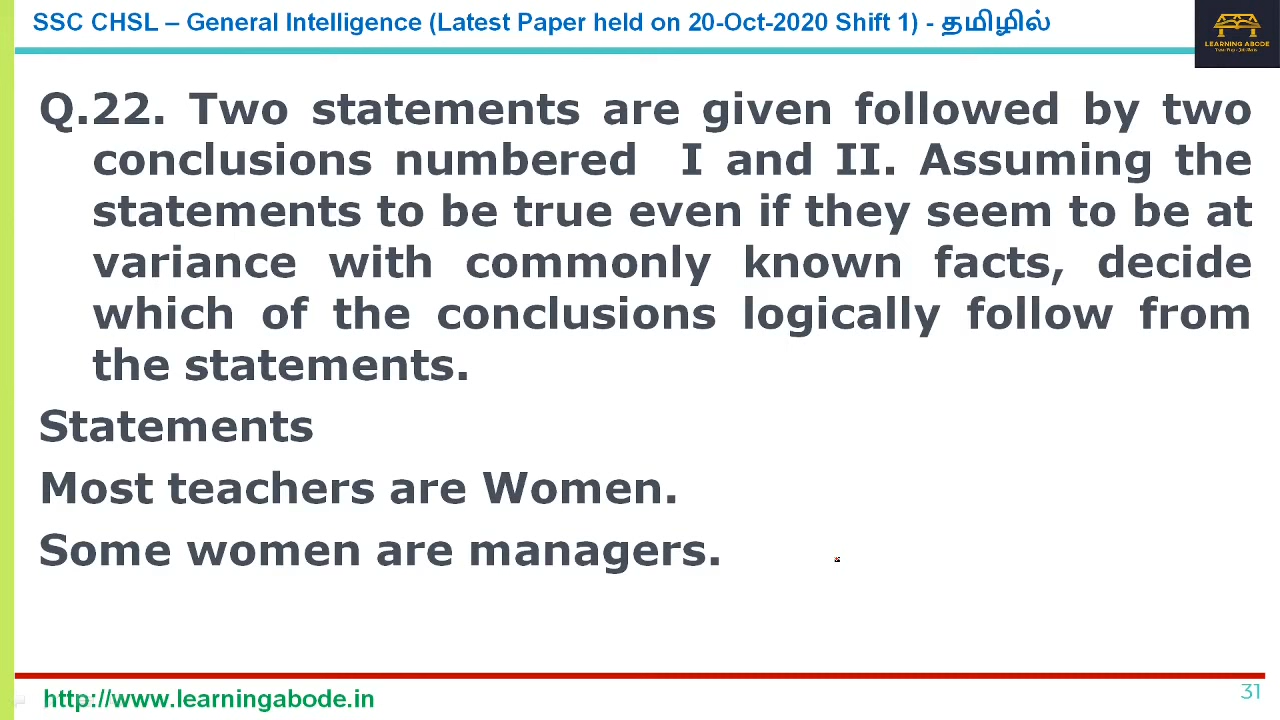 SSC CHSL – General Intelligence (Latest Paper held on 20-Oct-2020 Shift 1) - தமிழில்
LEARNING ABODE
Q.22. Two statements are given followed by two
conclusions numbered I and II. Assuming the
statements to be true even if they seem to be at
variance with commonly known facts, decide
which of the conclusions logically follow from
the statements.
Statements
Most teachers are Women.
Some women are managers.
http://www.learningabode.in
31